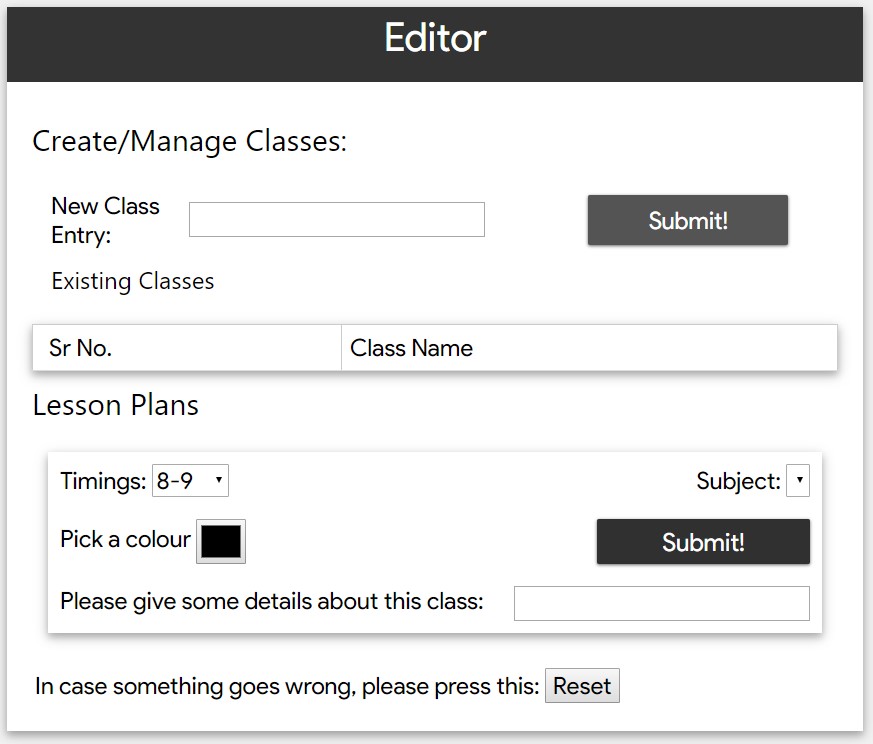 Editor
Create/Manage Classes:
New Class
Entry:
Submit!
Existing Classes
Sr No. Class Name
Lesson Plans
Timings: 8-9 Subject:
Pick a colour Submit!
Please give some details about this class:
In case something goes wrong, please press this: Reset